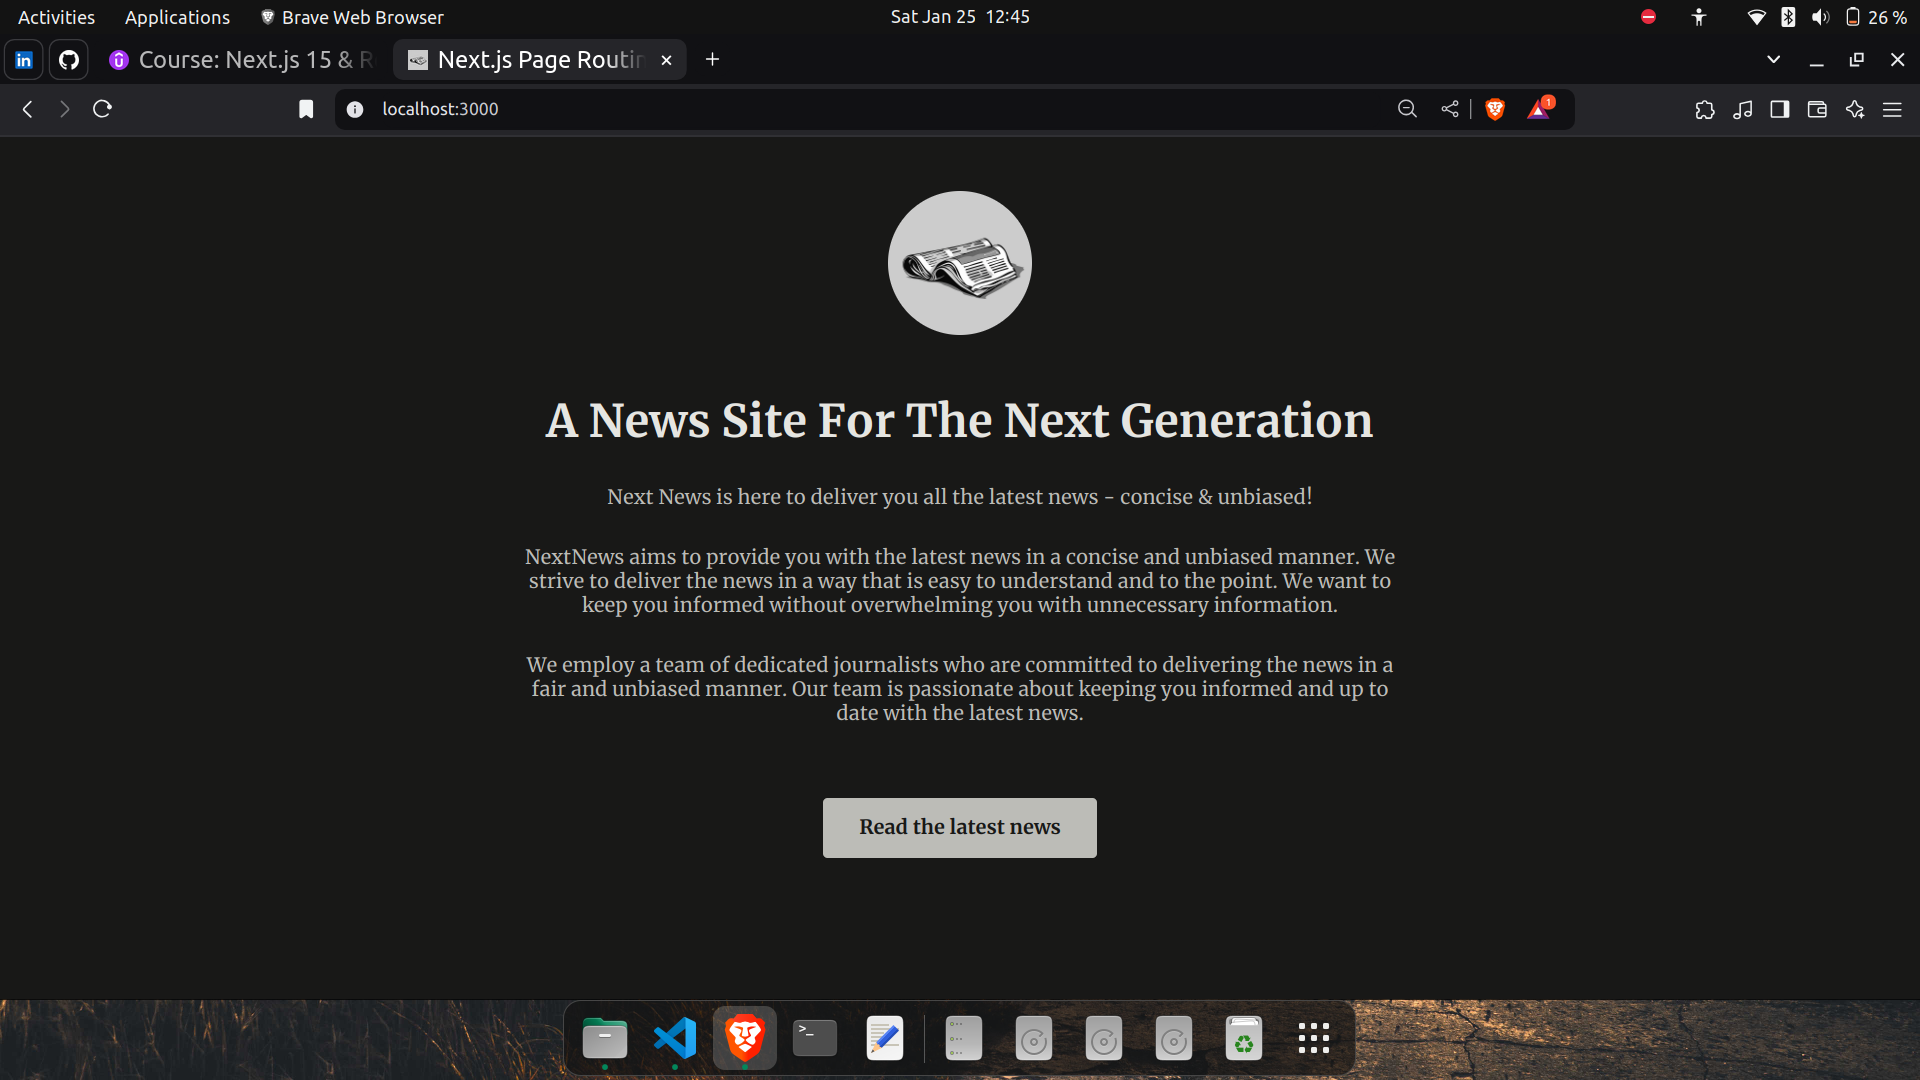 Activities Applications Brave Web Browser Sat Jan 25 12:45 26 %
in Course: Next.js 15 & R Next.js Page Routin
localhost:3000 1
A News Site For The Next Generation
Next News is here to deliver you all the latest news - concise & unbiased!
NextNews aims to provide you with the latest news in a concise and unbiased manner. We
strive to deliver the news in a way that is easy to understand and to the point. We want to
keep you informed without overwhelming you with unnecessary information.
We employ a team of dedicated journalists who are committed to delivering the news in a
fair and unbiased manner. Our team is passionate about keeping you informed and up to
date with the latest news.
Read the latest news